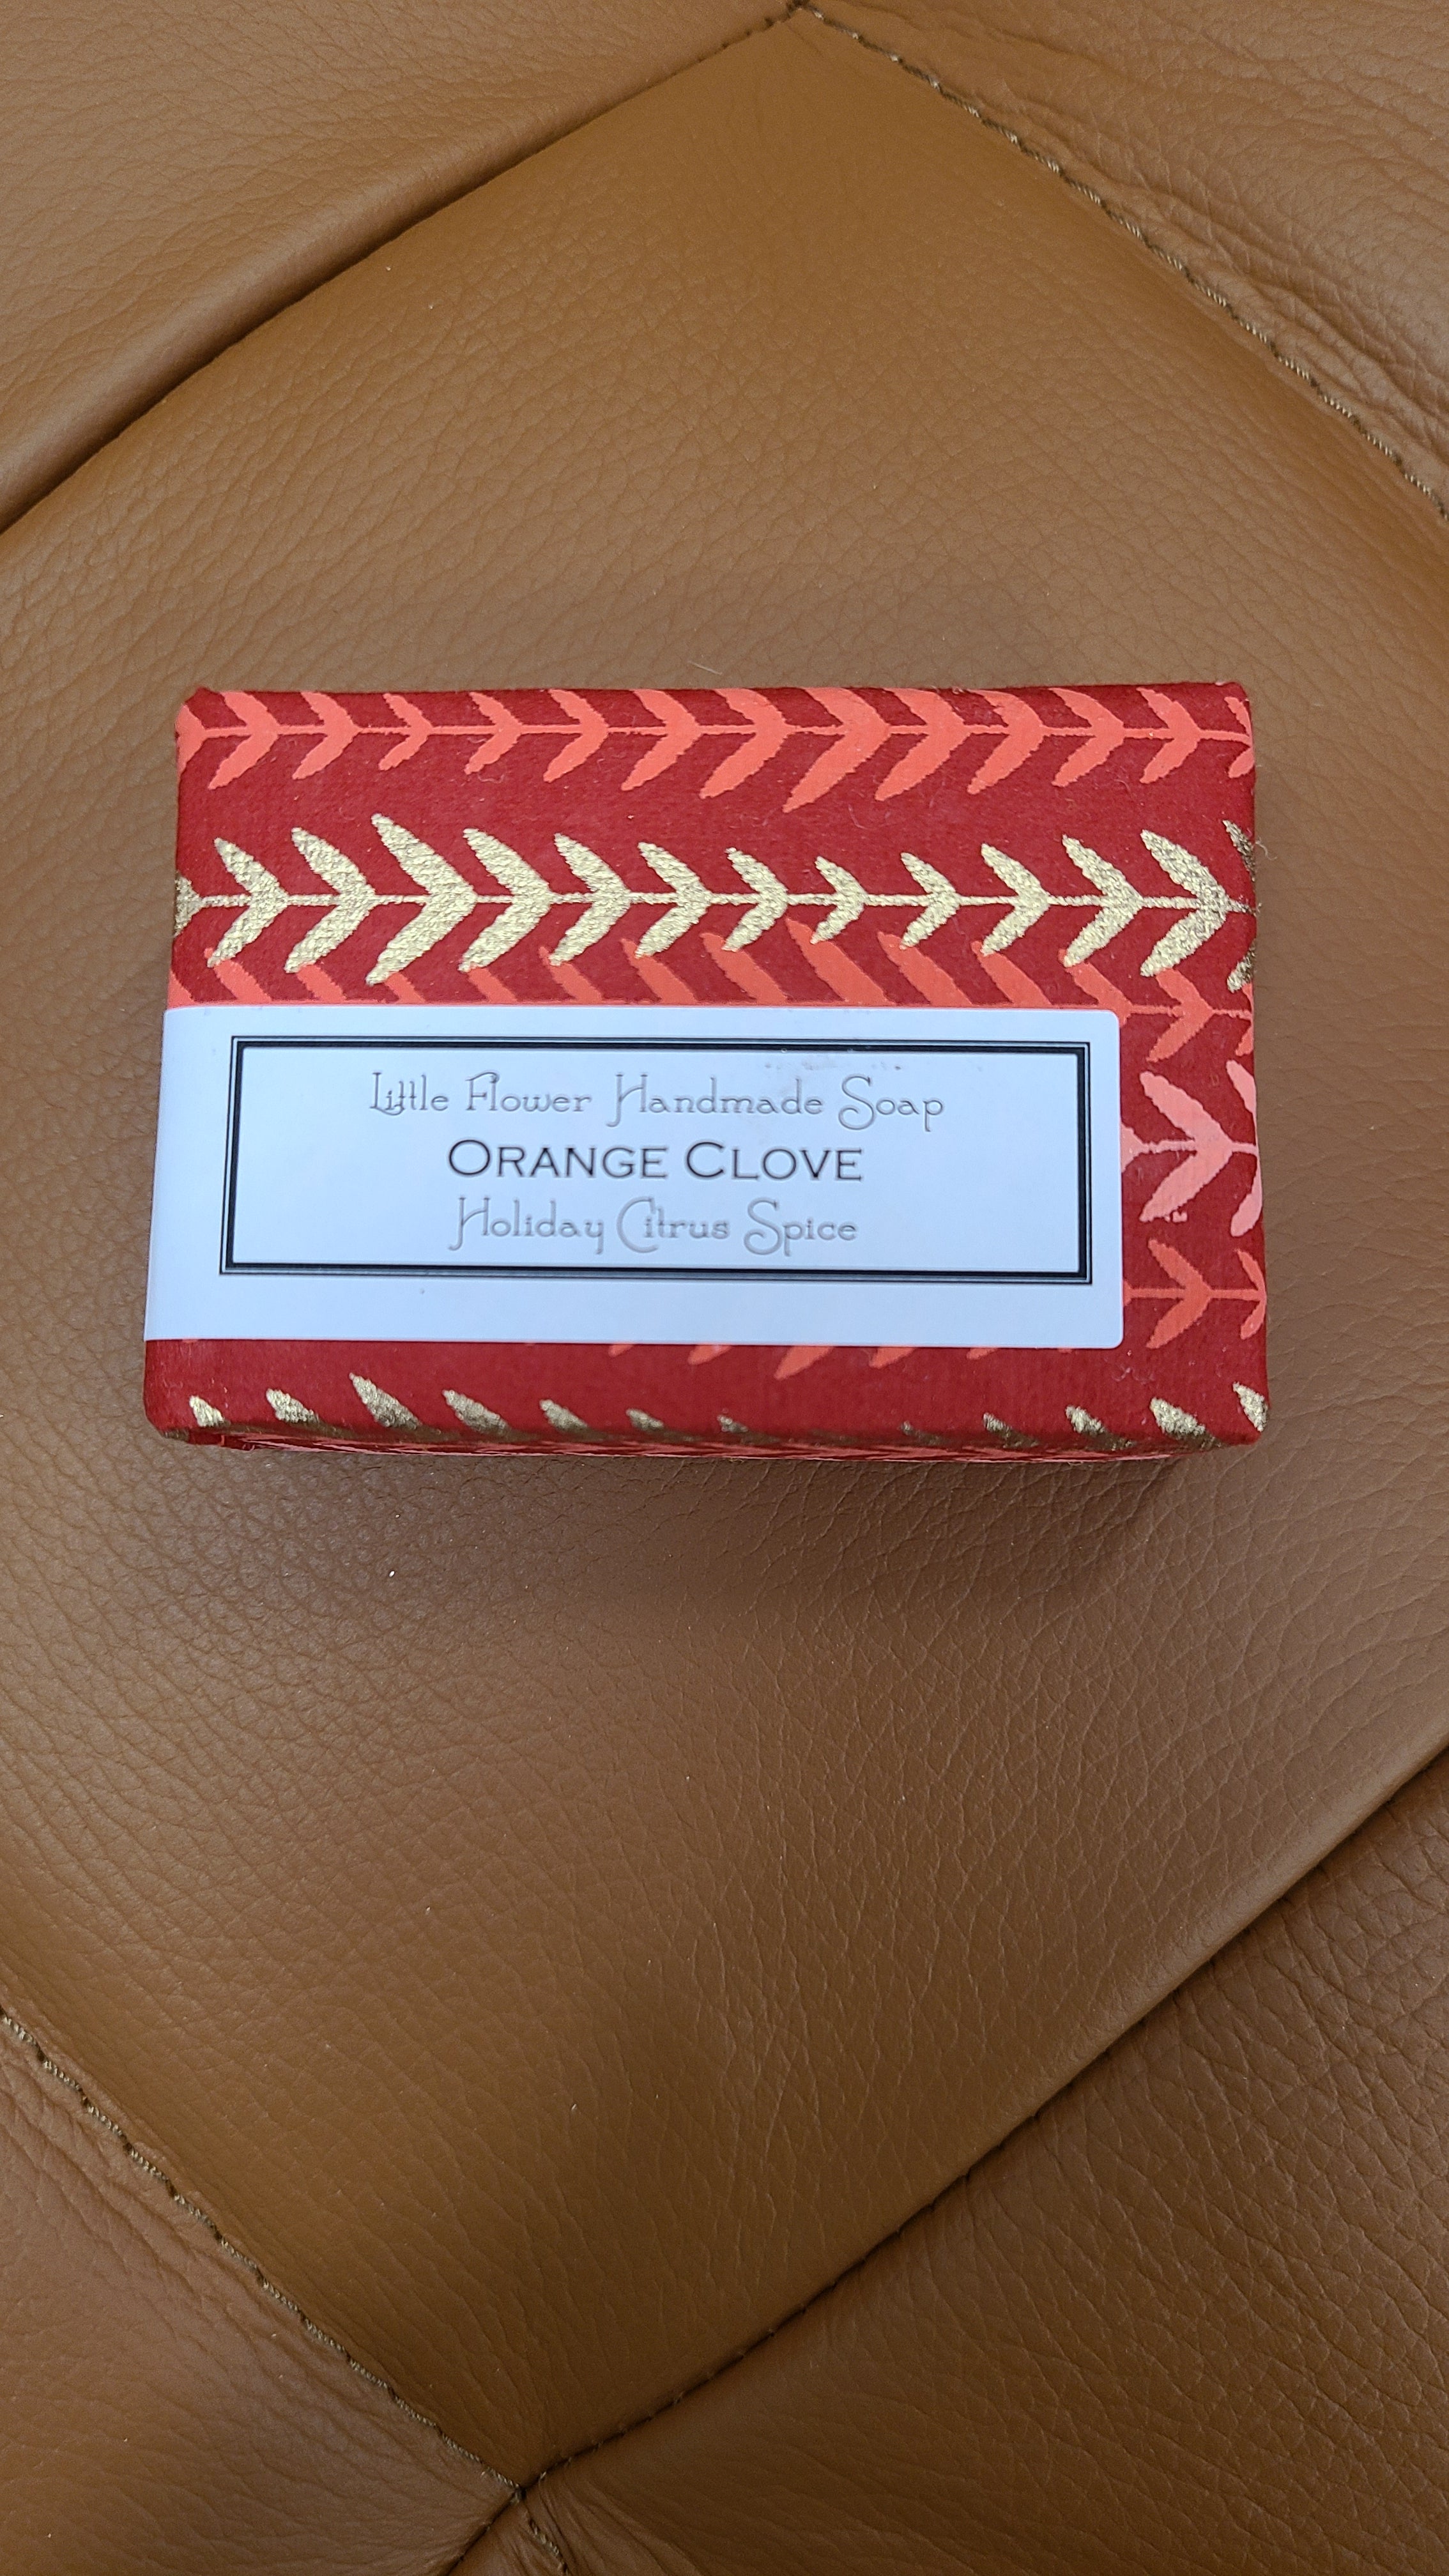 Little Flower Handmade Soap
ORANGE CLOVE
Holiday Citrus Spice